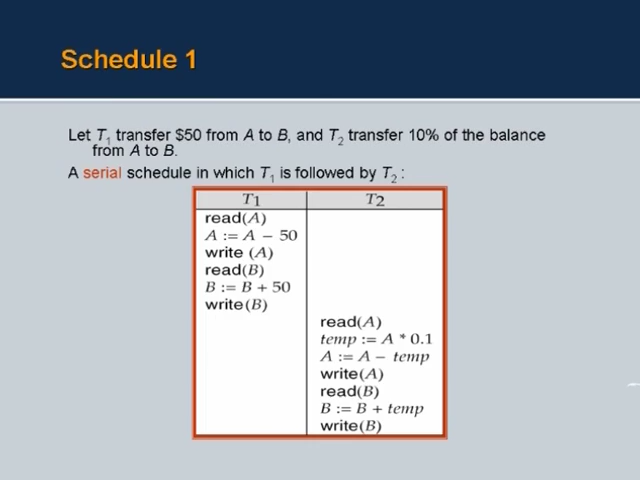 Schedule 1
Let T1 transfer $50 from A to B, and T2 transfer 10% of the balance
from A to B.
A serial schedule in which T1 is followed by T2 :
T1 T2
read(A)
A := A − 50
write (A)
read(B)
B := B + 50
write(B)
read(A)
temp := A * 0.1
A := A − temp
write(A)
read(B)
B := B + temp
write(B)